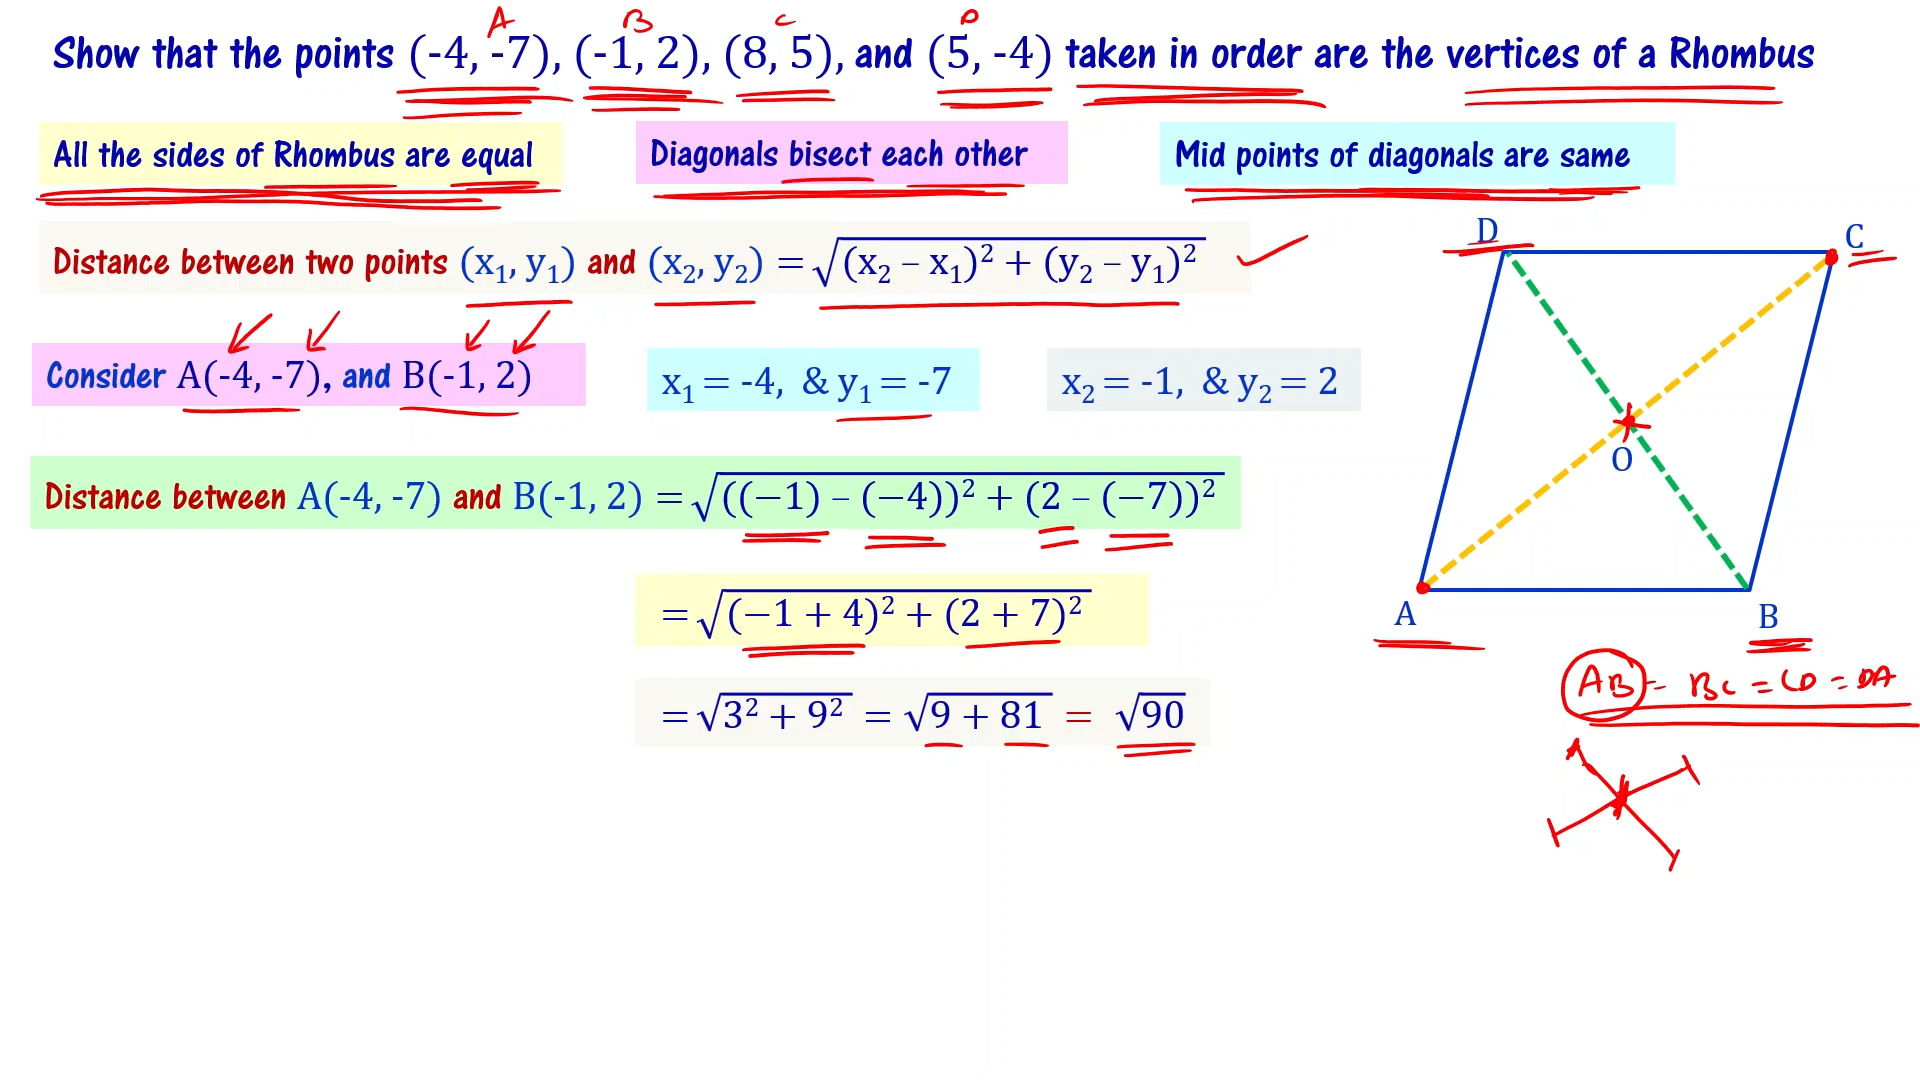 A B C D
Show that the points (-4, -7), (-1, 2), (8, 5), and (5, -4) taken in order are the vertices of a Rhombus
All the sides of Rhombus are equal Diagonals bisect each other Mid points of diagonals are same
Distance between two points (x₁, y₁) and (x₂, y₂) = √((x₂ – x₁)² + (y₂ – y₁)²)
D C
Consider A(-4, -7), and B(-1, 2) x₁ = -4, & y₁ = -7 x₂ = -1, & y₂ = 2
O
Distance between A(-4, -7) and B(-1, 2) = √(((−1) – (−4))² + (2 – (−7))²)
= √((−1 + 4)² + (2 + 7)²)
A B
AB = BC = CD = DA
= √(3² + 9²) = √(9 + 81) = √90